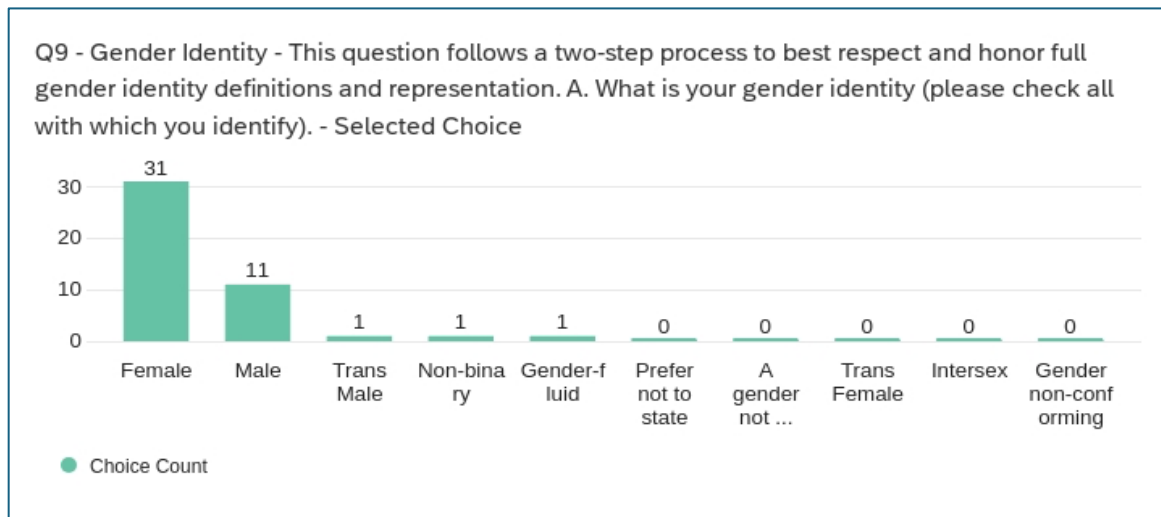 Q9 - Gender Identity - This question follows a two-step process to best respect and honor full
gender identity definitions and representation. A. What is your gender identity (please check all
with which you identify). - Selected Choice
31
30
20
11
10
1
1
1
0
0
0
0
0
0
Female
Male
Trans
Male
Non-bina
ry
Gender-f
luid
Prefer
not to
state
A
gender
not ...
Trans
Female
Intersex
Gender
non-conf
orming
Choice Count